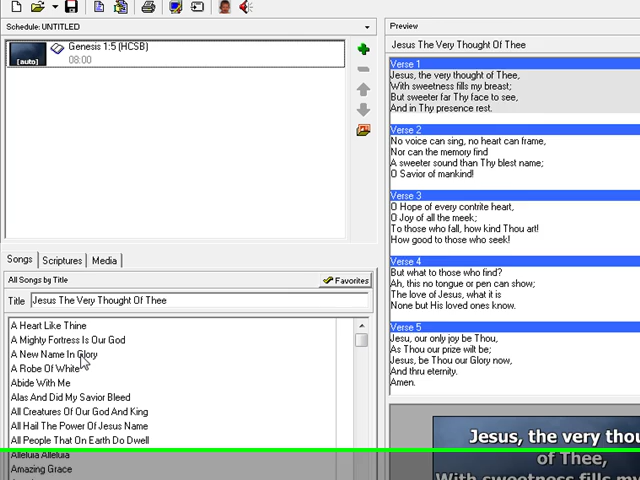 Schedule: UNTITLED
Genesis 1:5 (HCSB)
08:00
[auto]
Songs
Scriptures
Media
All Songs by Title
Favorites
Title
Jesus The Very Thought Of Thee
A Heart Like Thine
A Mighty Fortress Is Our God
A New Name In Glory
A Robe Of White
Abide With Me
Alas And Did My Savior Bleed
All Creatures Of Our God And King
All Hail The Power Of Jesus Name
All People That On Earth Do Dwell
Alleluia Alleluia
Amazing Grace
Preview
Jesus The Very Thought Of Thee
Verse 1
Jesus, the very thought of Thee,
With sweetness fills my breast;
But sweeter far Thy face to see,
And in Thy presence rest.
Verse 2
No voice can sing, no heart can frame,
Nor can the memory find
A sweeter sound than Thy blest name;
O Savior of mankind!
Verse 3
O Hope of every contrite heart,
O Joy of all the meek;
To those who fall, how kind Thou art!
How good to those who seek!
Verse 4
But what to those who find?
Ah, this no tongue or pen can show;
The love of Jesus, what it is
None but His loved ones know.
Verse 5
Jesu, our only joy be Thou,
As Thou our prize wilt be;
Jesus, be Thou our Glory now,
And thru eternity.
Amen.
Jesus, the very thou
of Thee,
With sweetness fills my